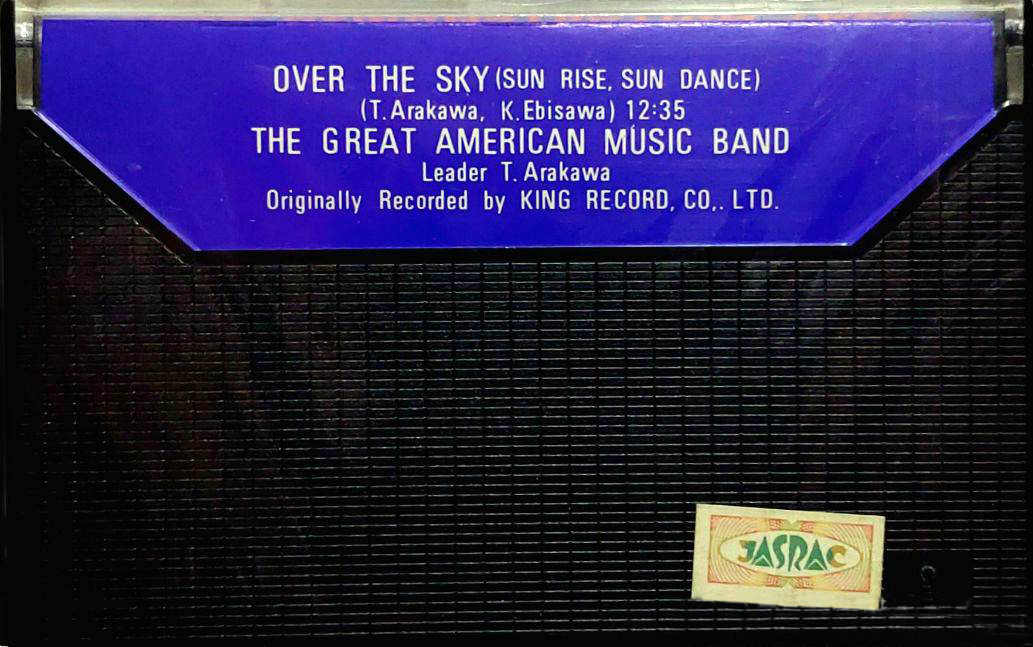 OVER THE SKY (SUN RISE, SUN DANCE)
(T. Arakawa, K. Ebisawa) 12:35
THE GREAT AMERICAN MUSIC BAND
Leader T. Arakawa
Originally Recorded by KING RECORD, CO,. LTD.
JASRAC